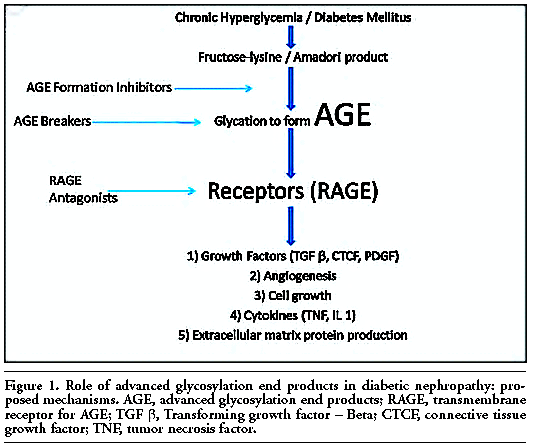 Chronic Hyperglycemia / Diabetes Mellitus
Fructose-lysine / Amadori product
AGE Formation Inhibitors
AGE Breakers
Glycation to form AGE
RAGE
Antagonists
Receptors (RAGE)
1) Growth Factors (TGF β, CTCF, PDGF)
2) Angiogenesis
3) Cell growth
4) Cytokines (TNF, IL 1)
5) Extracellular matrix protein production
Figure 1. Role of advanced glycosylation end products in diabetic nephropathy: pro-
posed mechanisms. AGE, advanced glycosylation end products; RAGE, transmembrane
receptor for AGE; TGF β, Transforming growth factor – Beta; CTCF, connective tissue
growth factor; TNF, tumor necrosis factor.